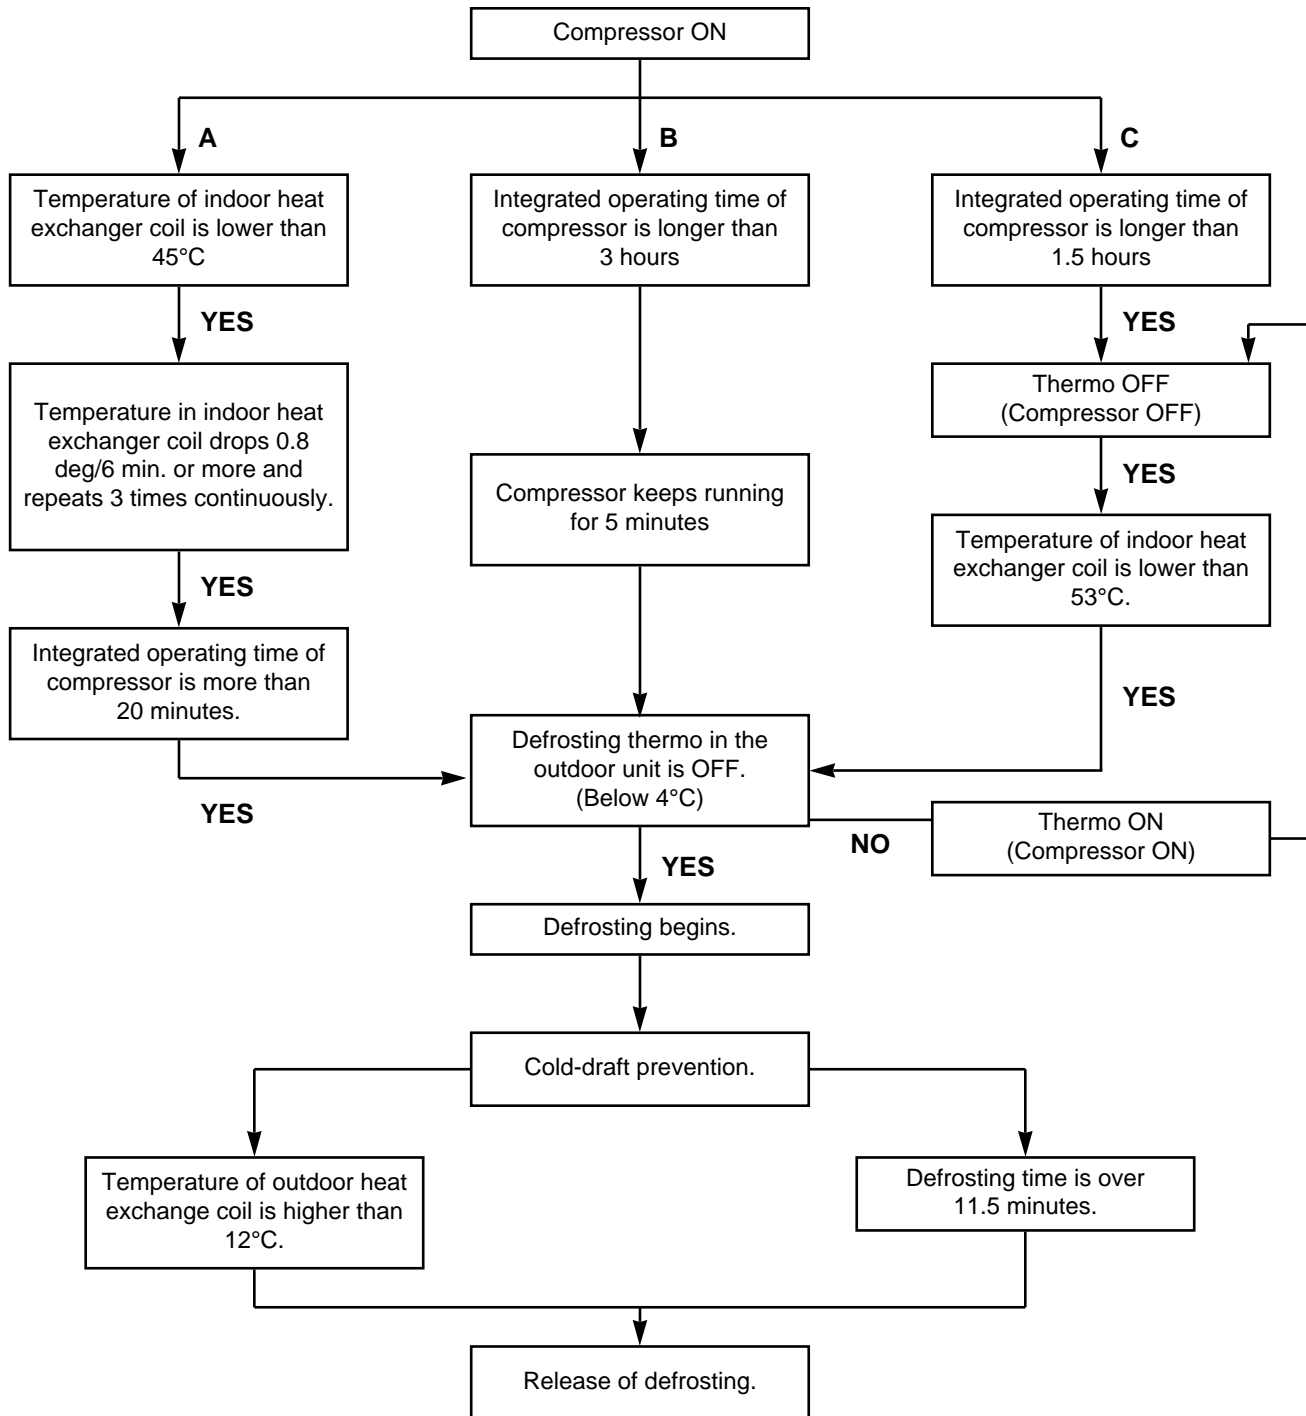 Compressor ON
A
B
C
Temperature of indoor heat
exchanger coil is lower than
45°C
Integrated operating time of
compressor is longer than
3 hours
Integrated operating time of
compressor is longer than
1.5 hours
YES
YES
Temperature in indoor heat
exchanger coil drops 0.8
deg/6 min. or more and
repeats 3 times continuously.
Thermo OFF
(Compressor OFF)
YES
Compressor keeps running
for 5 minutes
Temperature of indoor heat
exchanger coil is lower than
53°C.
YES
Integrated operating time of
compressor is more than
20 minutes.
YES
Defrosting thermo in the
outdoor unit is OFF.
(Below 4°C)
YES
NO
Thermo ON
(Compressor ON)
YES
Defrosting begins.
Cold-draft prevention.
Temperature of outdoor heat
exchange coil is higher than
12°C.
Defrosting time is over
11.5 minutes.
Release of defrosting.